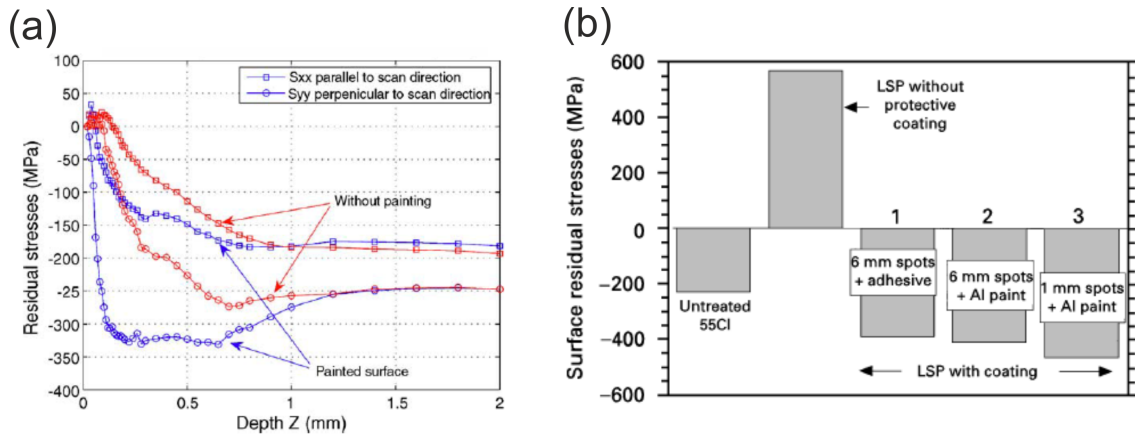 (a)
100
50
0
-50
-100
-150
-200
-250
-300
-350
-400
Residual stresses (MPa)
Sxx parallel to scan direction
Syy perpenicular to scan direction
Without painting
Painted surface
0
0.5
1
1.5
2
Depth Z (mm)
(b)
600
400
200
0
−200
−400
−600
Surface residual stresses (MPa)
LSP without
protective
coating
1
2
3
Untreated
55Cl
6 mm spots
+ adhesive
6 mm spots
+ Al paint
1 mm spots
+ Al paint
LSP with coating